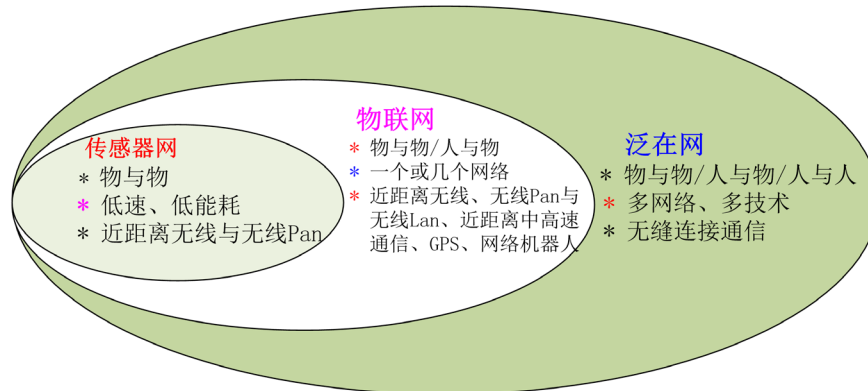 传感器网
* 物与物
* 低速、低能耗
* 近距离无线与无线Pan
物联网
* 物与物/人与物
* 一个或几个网络
* 近距离无线、无线Pan与
无线Lan、近距离中高速
通信、GPS、网络机器人
泛在网
* 物与物/人与物/人与人
* 多网络、多技术
* 无缝连接通信